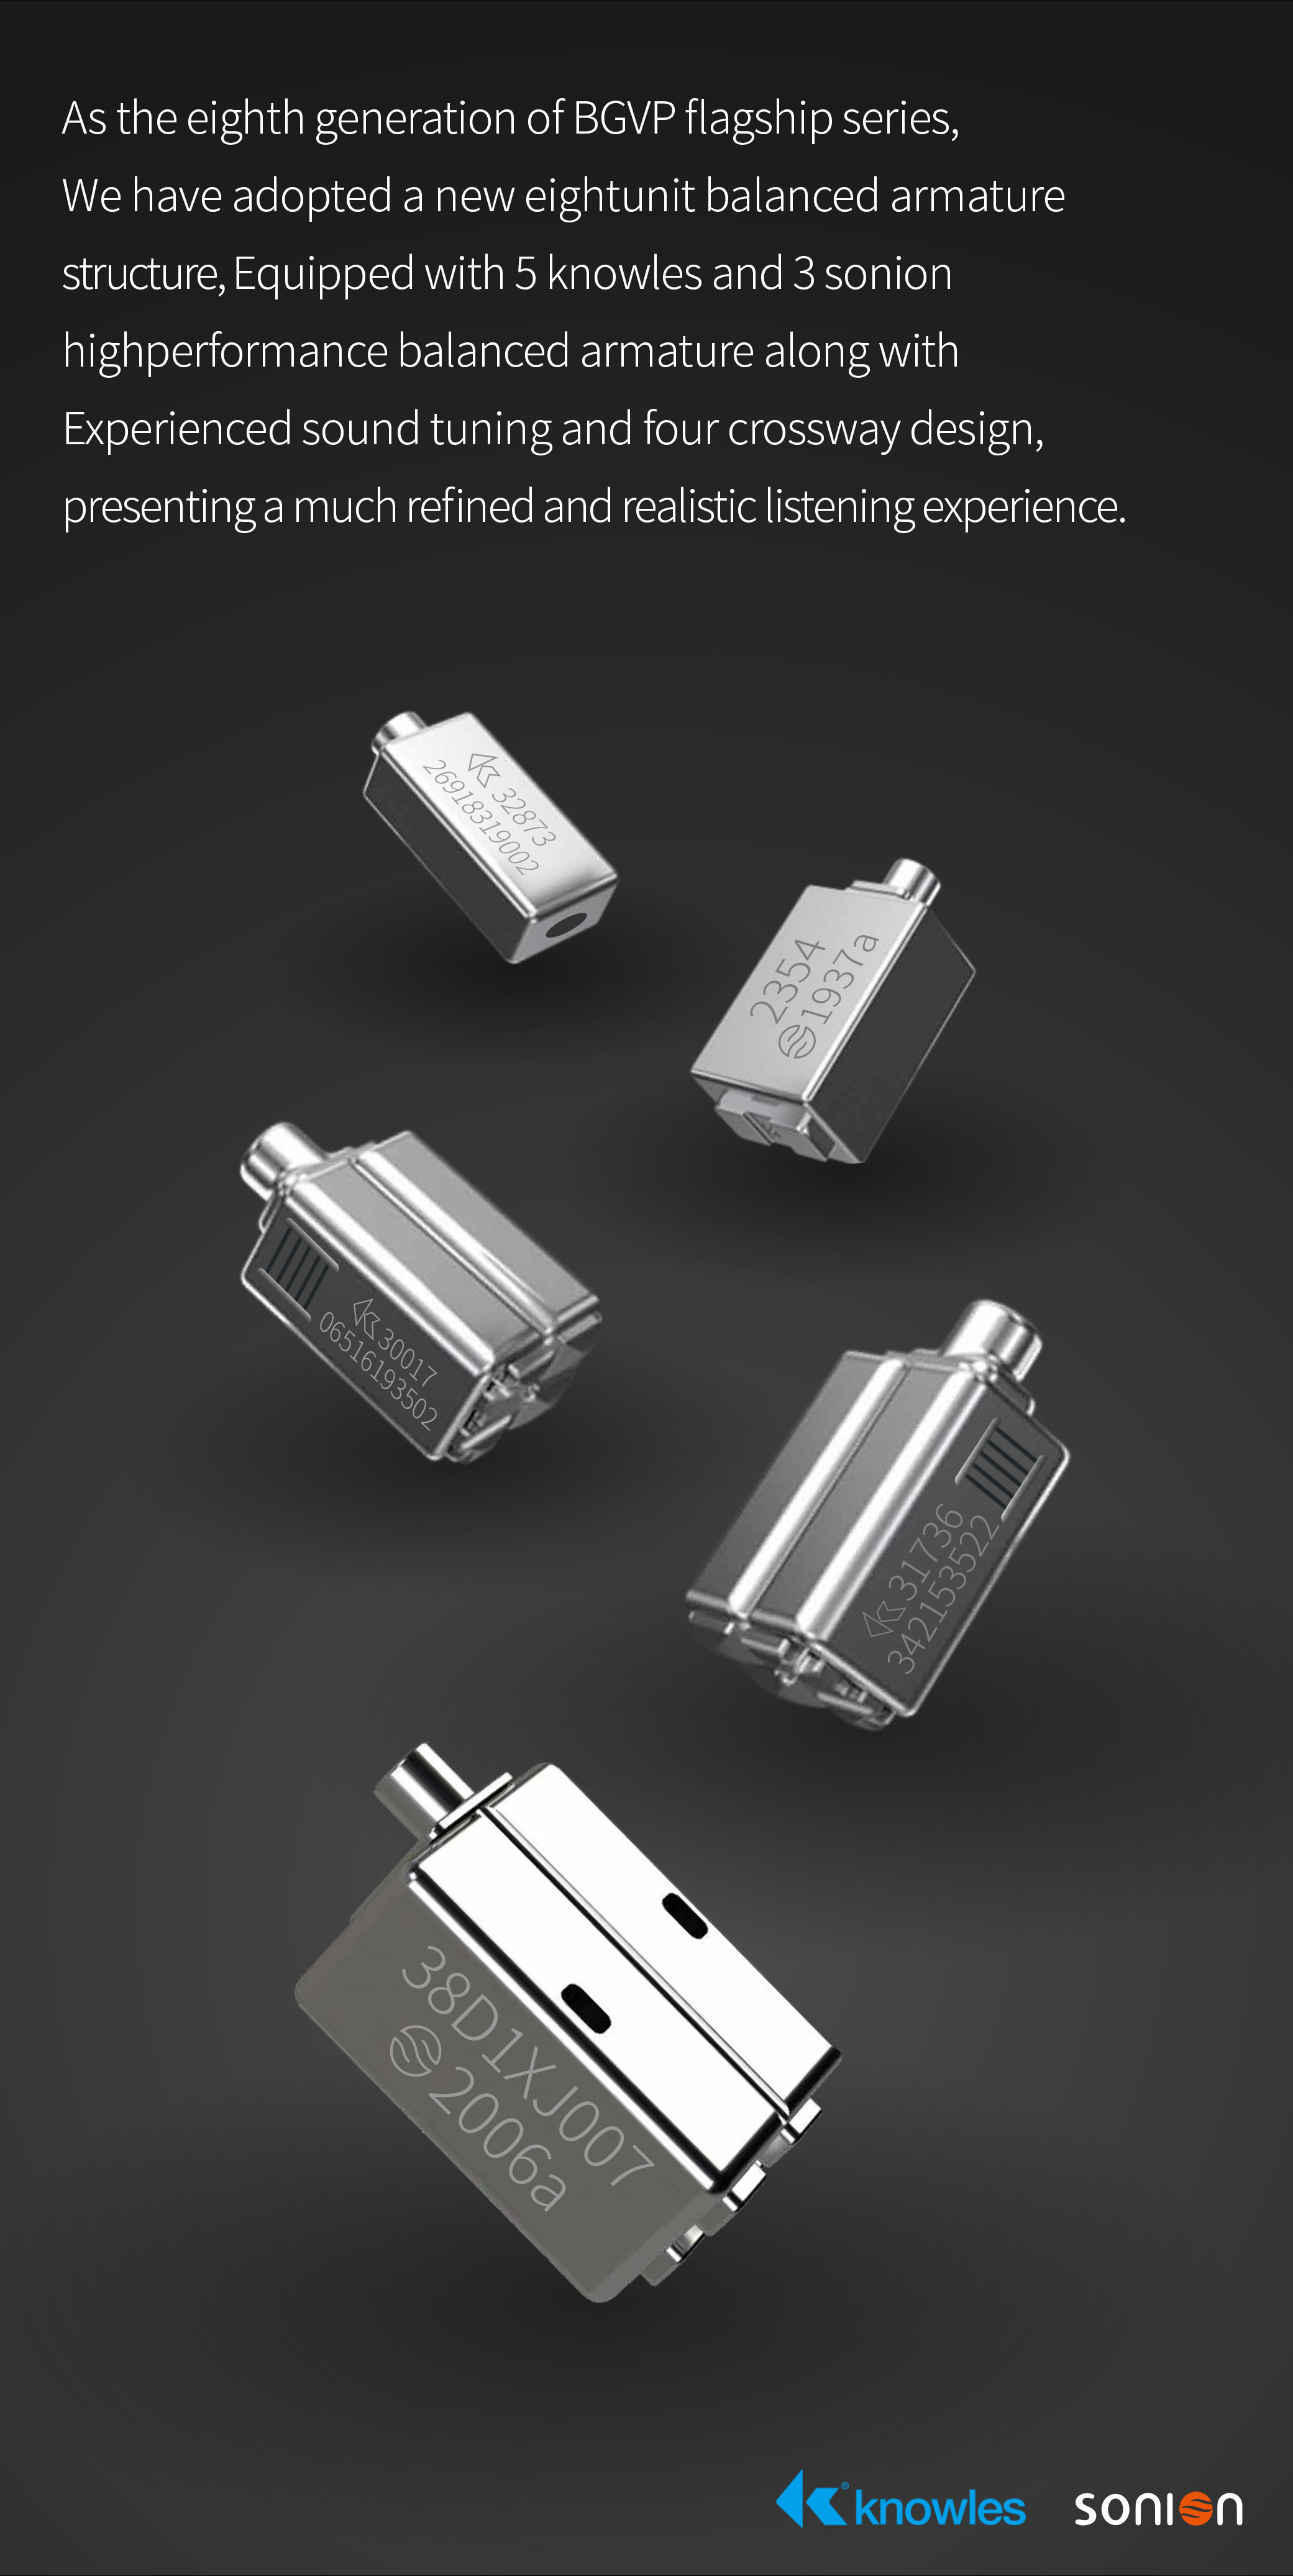 As the eighth generation of BGVP flagship series,
We have adopted a new eightunit balanced armature
structure, Equipped with 5 knowles and 3 sonion
highperformance balanced armature along with
Experienced sound tuning and four crossway design,
presenting a much refined and realistic listening experience.
32873
26918319002
2354
1937a
30017
06516193502
31736
342153522
38D1XJ007
2006a
knowles
sonion